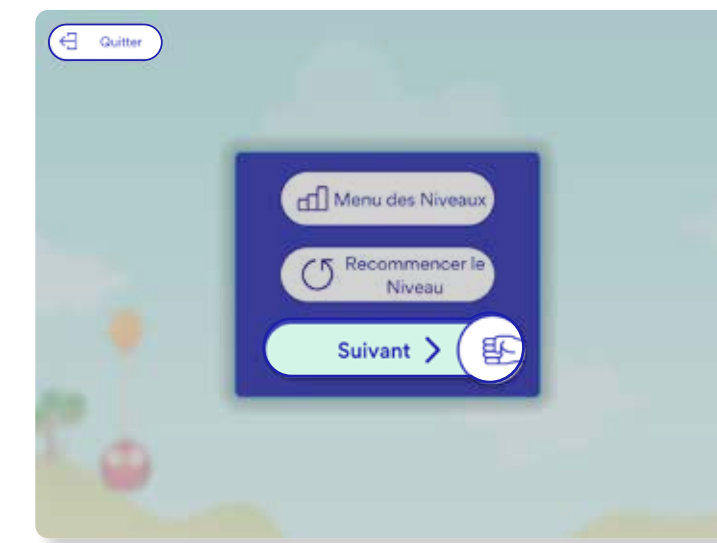 Quitter
Menu des Niveaux
Recommencer le
Niveau
Suivant